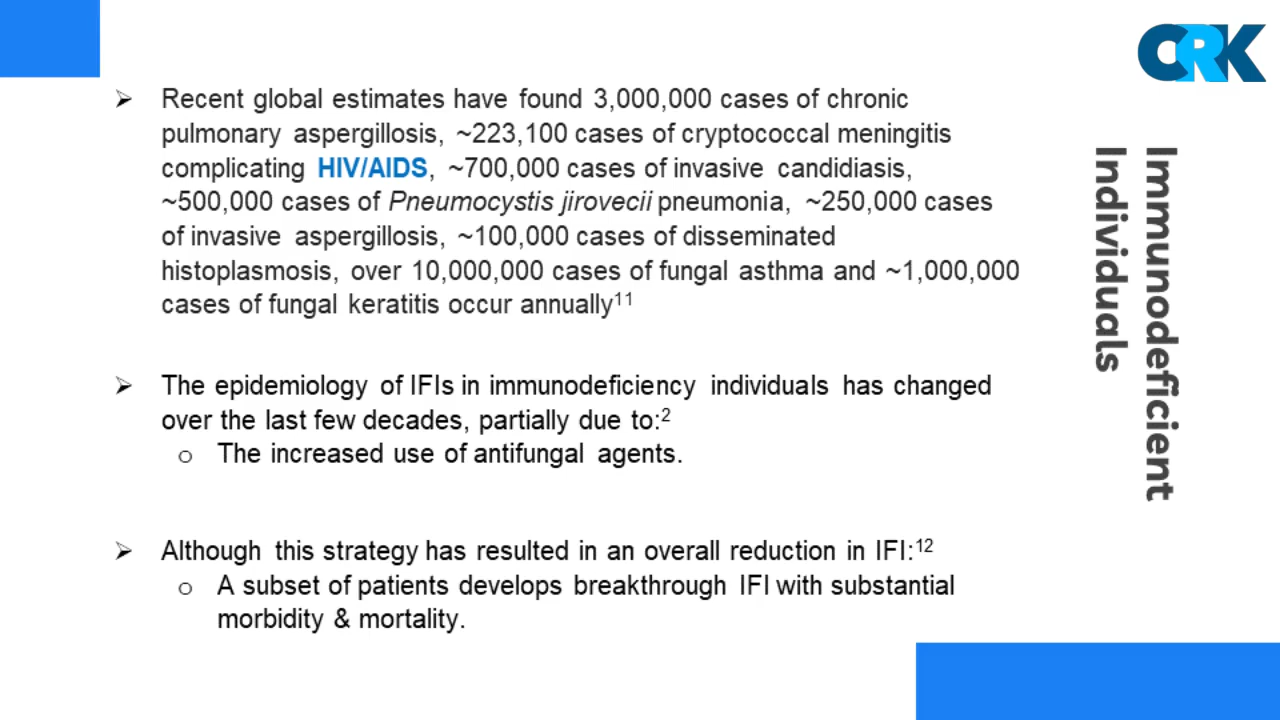 CRK
➢ Recent global estimates have found 3,000,000 cases of chronic
pulmonary aspergillosis, ~223,100 cases of cryptococcal meningitis
complicating HIV/AIDS, ~700,000 cases of invasive candidiasis,
~500,000 cases of Pneumocystis jirovecii pneumonia, ~250,000 cases
of invasive aspergillosis, ~100,000 cases of disseminated
histoplasmosis, over 10,000,000 cases of fungal asthma and ~1,000,000
cases of fungal keratitis occur annually¹¹
➢ The epidemiology of IFIs in immunodeficiency individuals has changed
over the last few decades, partially due to:²
o The increased use of antifungal agents.
➢ Although this strategy has resulted in an overall reduction in IFI:¹²
o A subset of patients develops breakthrough IFI with substantial
morbidity & mortality.
Immunodeficient
Individuals